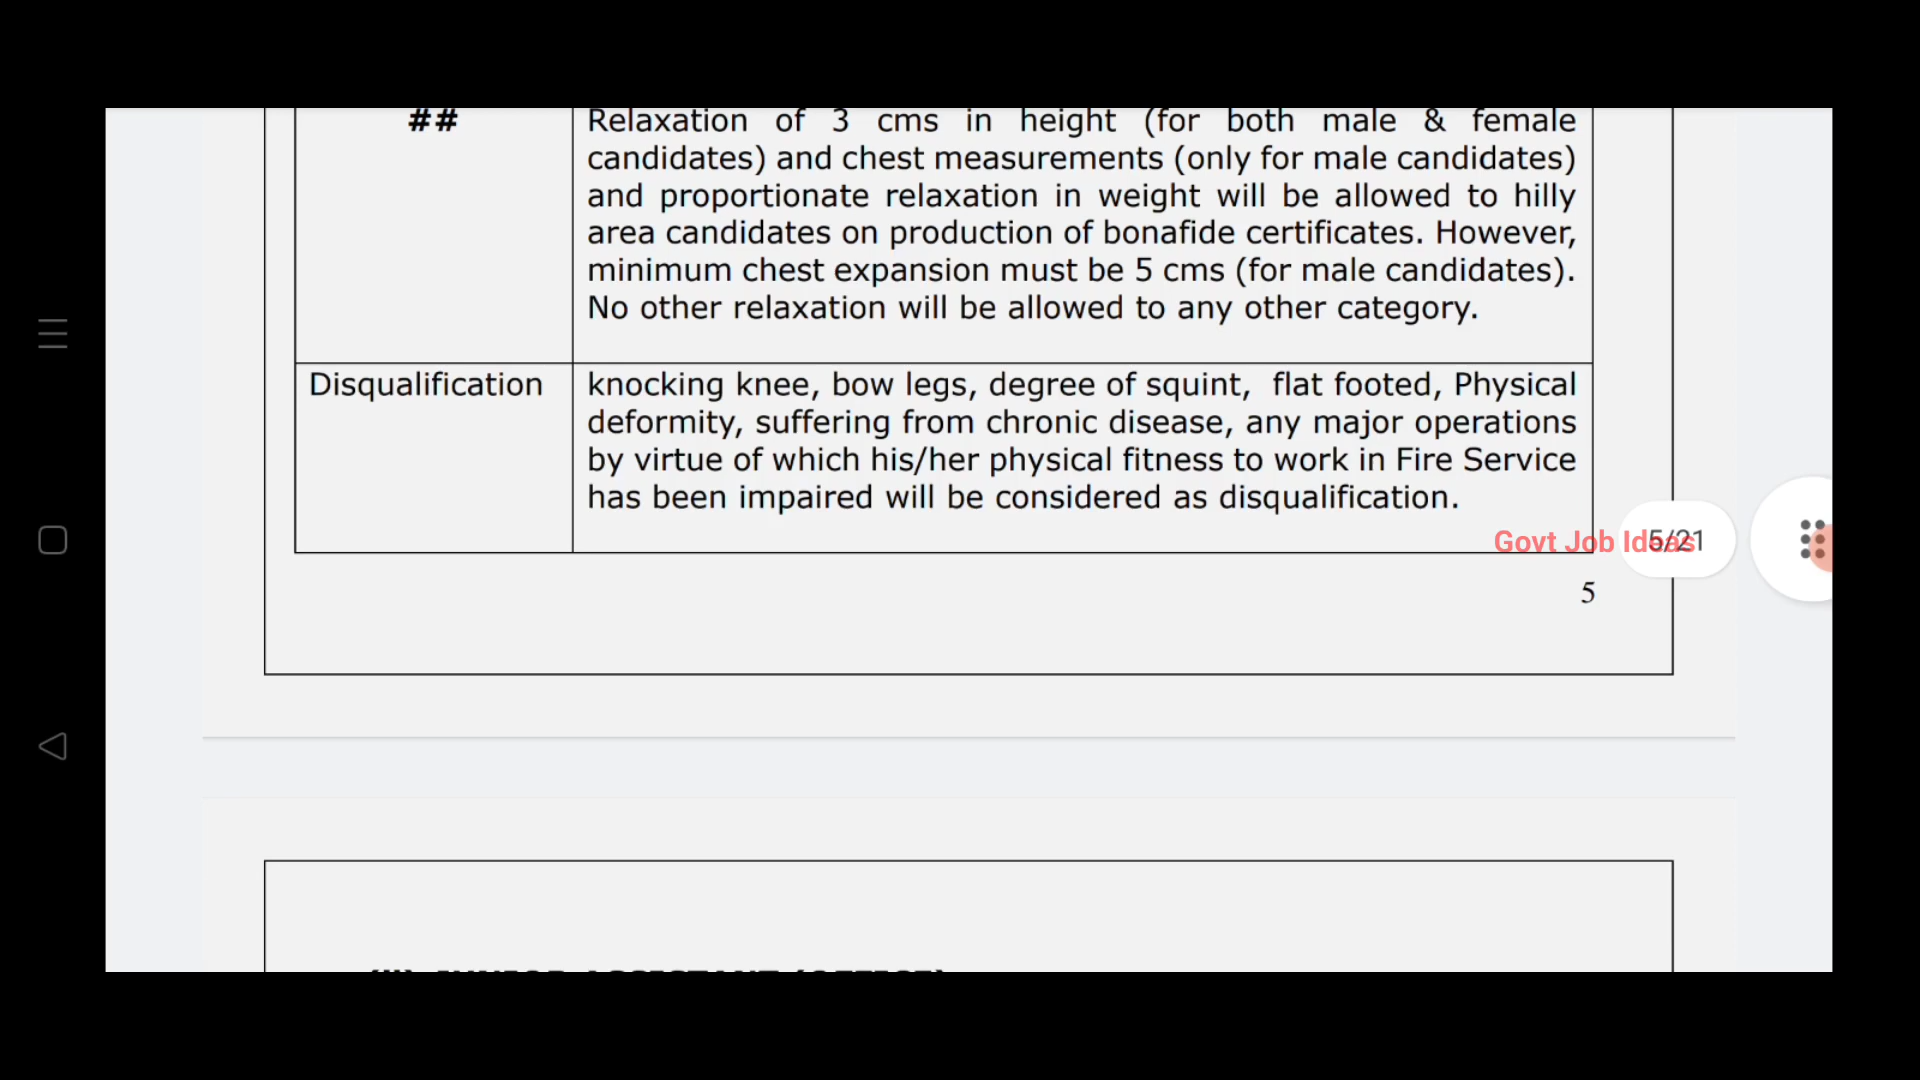 ## Relaxation of 3 cms in height (for both male & female
candidates) and chest measurements (only for male candidates)
and proportionate relaxation in weight will be allowed to hilly
area candidates on production of bonafide certificates. However,
minimum chest expansion must be 5 cms (for male candidates).
No other relaxation will be allowed to any other category.
Disqualification knocking knee, bow legs, degree of squint, flat footed, Physical
deformity, suffering from chronic disease, any major operations
by virtue of which his/her physical fitness to work in Fire Service
has been impaired will be considered as disqualification.
Govt Job Ideas
5/21
5